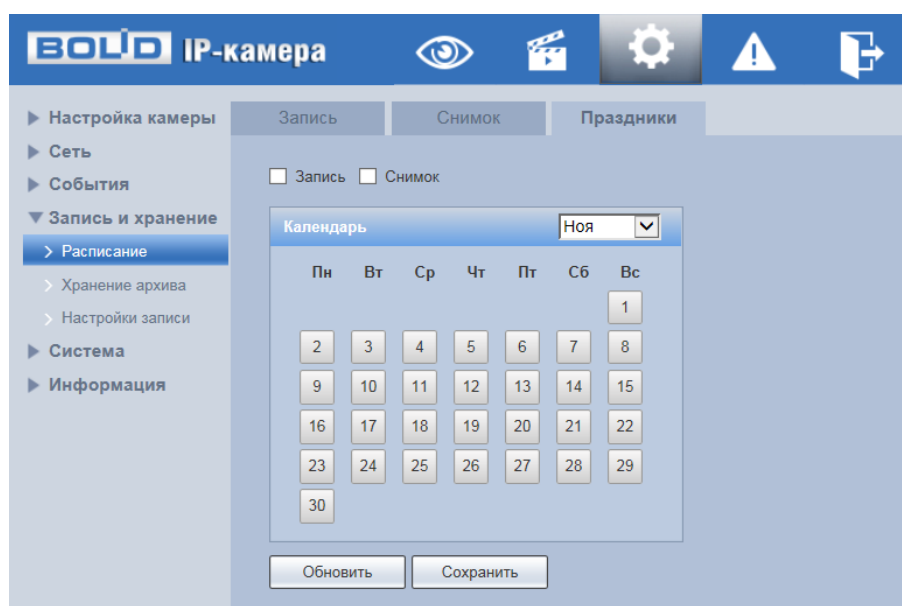 BOLID IP-камера
Настройка камеры
Сеть
События
Запись и хранение
Расписание
Хранение архива
Настройки записи
Система
Информация
Запись Снимок Праздники
Запись Снимок
Календарь Ноя
Пн Вт Ср Чт Пт Сб Вс
1
2 3 4 5 6 7 8
9 10 11 12 13 14 15
16 17 18 19 20 21 22
23 24 25 26 27 28 29
30
Обновить Сохранить